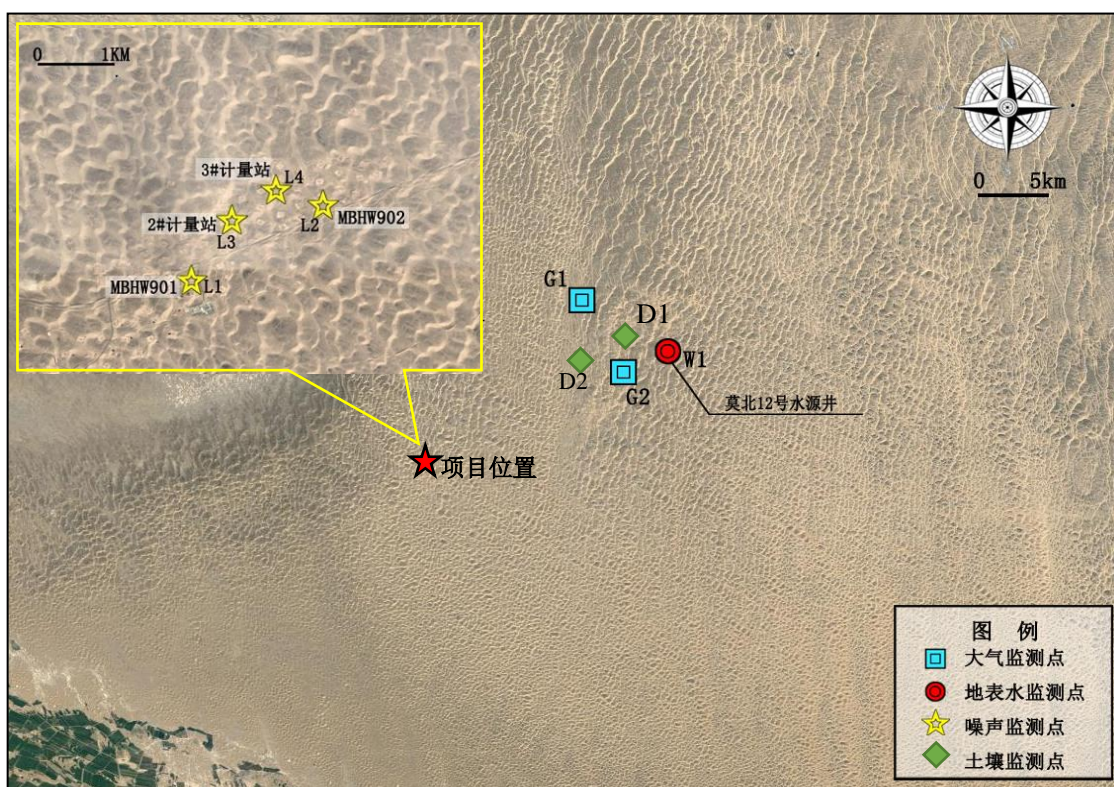 0 1KM
3#计量站
L4
2#计量站
L3
L2
MBHW902
MBHW901
L1
0 5km
G1
D1
W1
D2
G2
莫北12号水源井
项目位置
图 例
大气监测点
地表水监测点
噪声监测点
土壤监测点